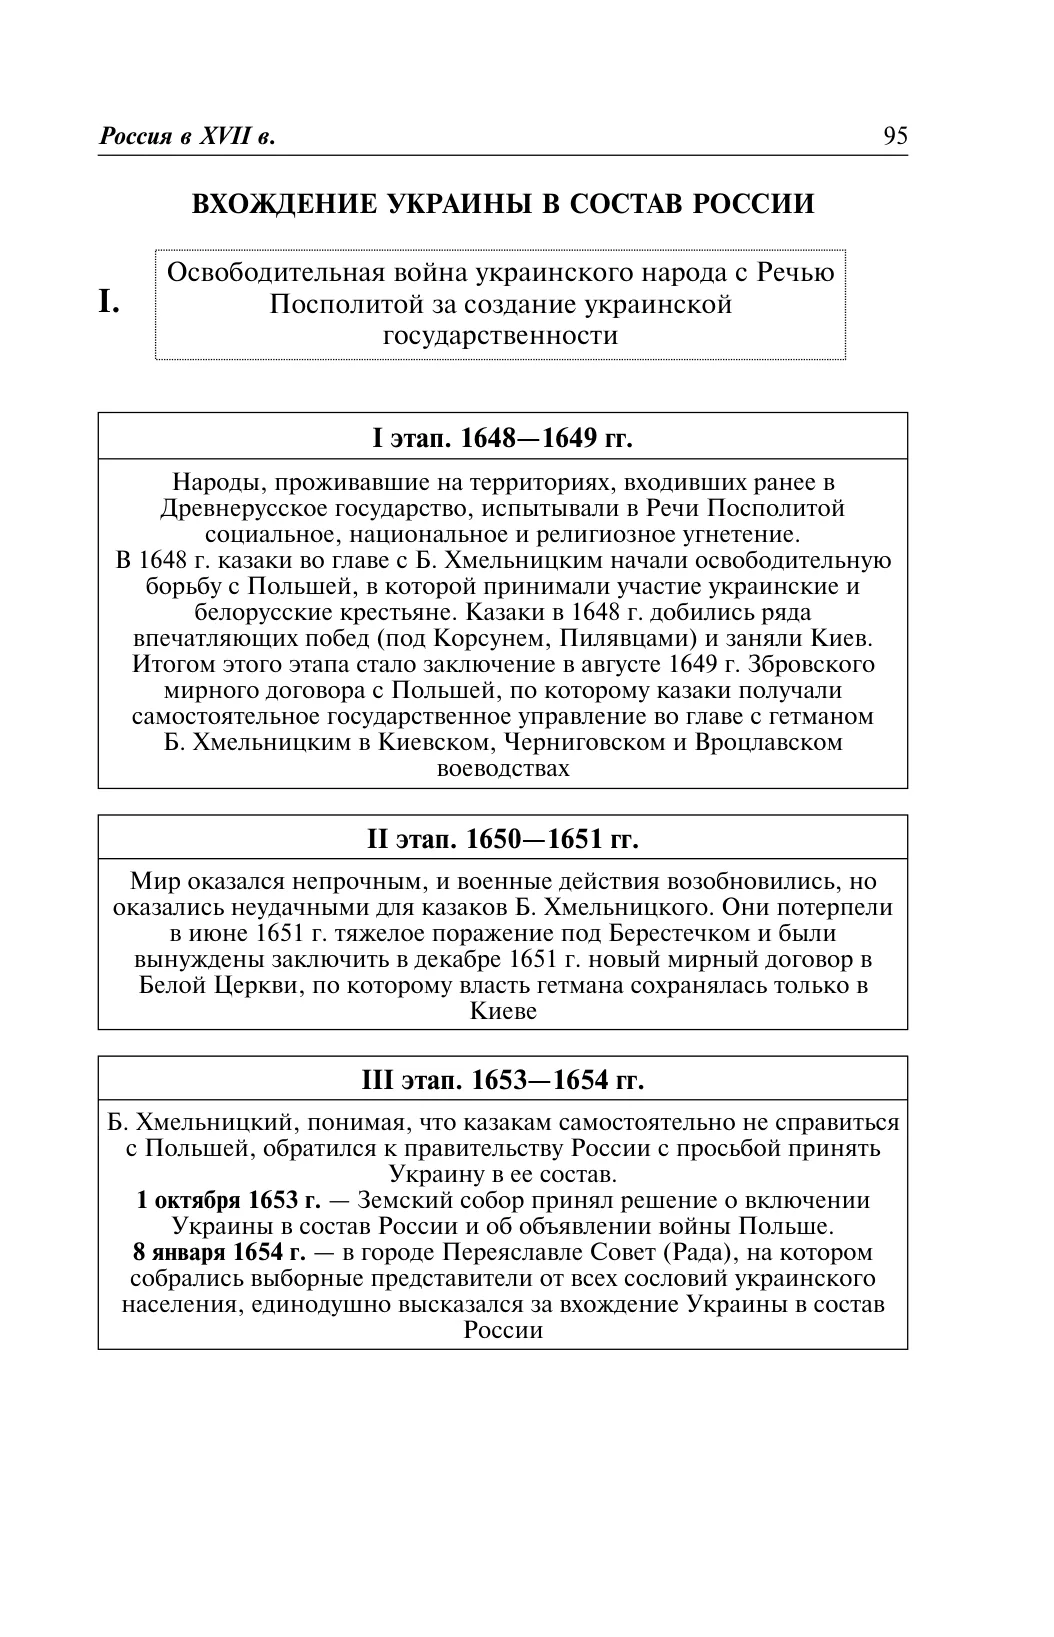 Россия в XVII в. 95
ВХОЖДЕНИЕ УКРАИНЫ В СОСТАВ РОССИИ
I.
Освободительная война украинского народа с Речью
Посполитой за создание украинской
государственности
I этап. 1648—1649 гг.
Народы, проживавшие на территориях, входивших ранее в
Древнерусское государство, испытывали в Речи Посполитой
социальное, национальное и религиозное угнетение.
В 1648 г. казаки во главе с Б. Хмельницким начали освободительную
борьбу с Польшей, в которой принимали участие украинские и
белорусские крестьяне. Казаки в 1648 г. добились ряда
впечатляющих побед (под Корсунем, Пилявцами) и заняли Киев.
Итогом этого этапа стало заключение в августе 1649 г. Збровского
мирного договора с Польшей, по которому казаки получали
самостоятельное государственное управление во главе с гетманом
Б. Хмельницким в Киевском, Черниговском и Вроцлавском
воеводствах
II этап. 1650—1651 гг.
Мир оказался непрочным, и военные действия возобновились, но
оказались неудачными для казаков Б. Хмельницкого. Они потерпели
в июне 1651 г. тяжелое поражение под Берестечком и были
вынуждены заключить в декабре 1651 г. новый мирный договор в
Белой Церкви, по которому власть гетмана сохранялась только в
Киеве
III этап. 1653—1654 гг.
Б. Хмельницкий, понимая, что казакам самостоятельно не справиться
с Польшей, обратился к правительству России с просьбой принять
Украину в ее состав.
1 октября 1653 г. — Земский собор принял решение о включении
Украины в состав России и об объявлении войны Польше.
8 января 1654 г. — в городе Переяславле Совет (Рада), на котором
собрались выборные представители от всех сословий украинского
населения, единодушно высказался за вхождение Украины в состав
России